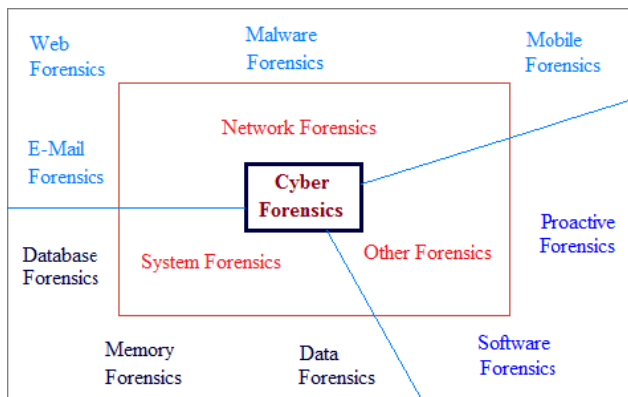 Web
Forensics
Malware
Forensics
Mobile
Forensics
Network Forensics
E-Mail
Forensics
Cyber
Forensics
Database
Forensics
System Forensics
Other Forensics
Proactive
Forensics
Memory
Forensics
Data
Forensics
Software
Forensics